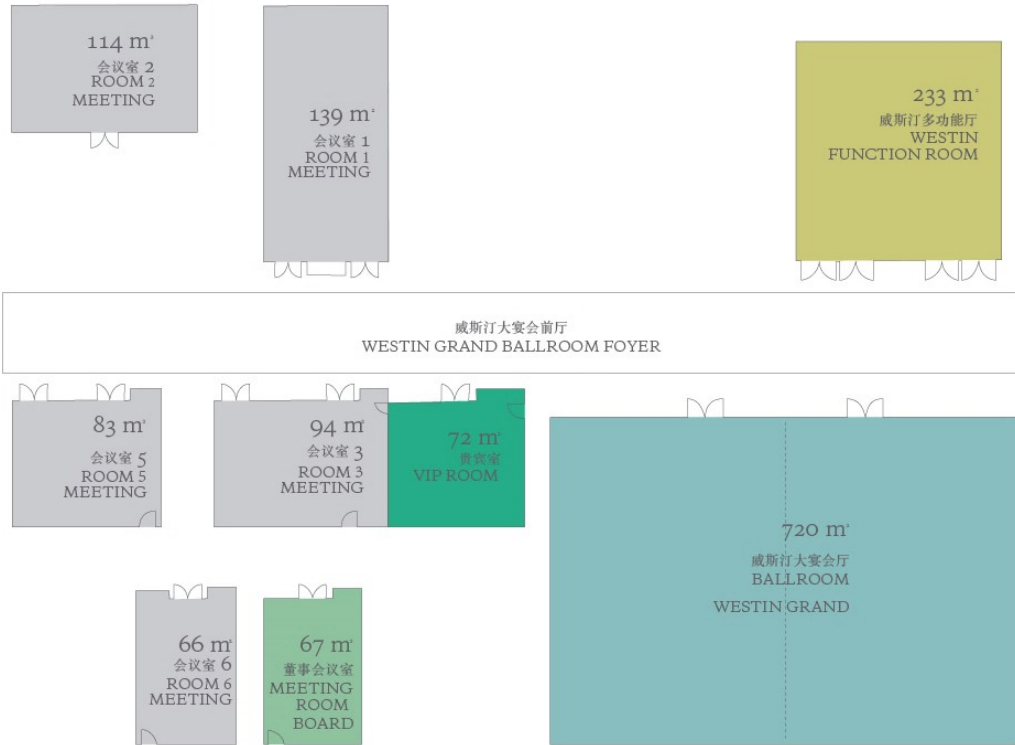 114 m²
会议室 2
ROOM 2
MEETING
139 m²
会议室 1
ROOM 1
MEETING
233 m²
威斯汀多功能厅
WESTIN
FUNCTION ROOM
威斯汀大宴会前厅
WESTIN GRAND BALLROOM FOYER
83 m²
会议室 5
ROOM 5
MEETING
94 m²
会议室 3
ROOM 3
MEETING
72 m²
贵宾室
VIP ROOM
720 m²
威斯汀大宴会厅
BALLROOM
WESTIN GRAND
66 m²
会议室 6
ROOM 6
MEETING
67 m²
董事会议室
MEETING
ROOM
BOARD